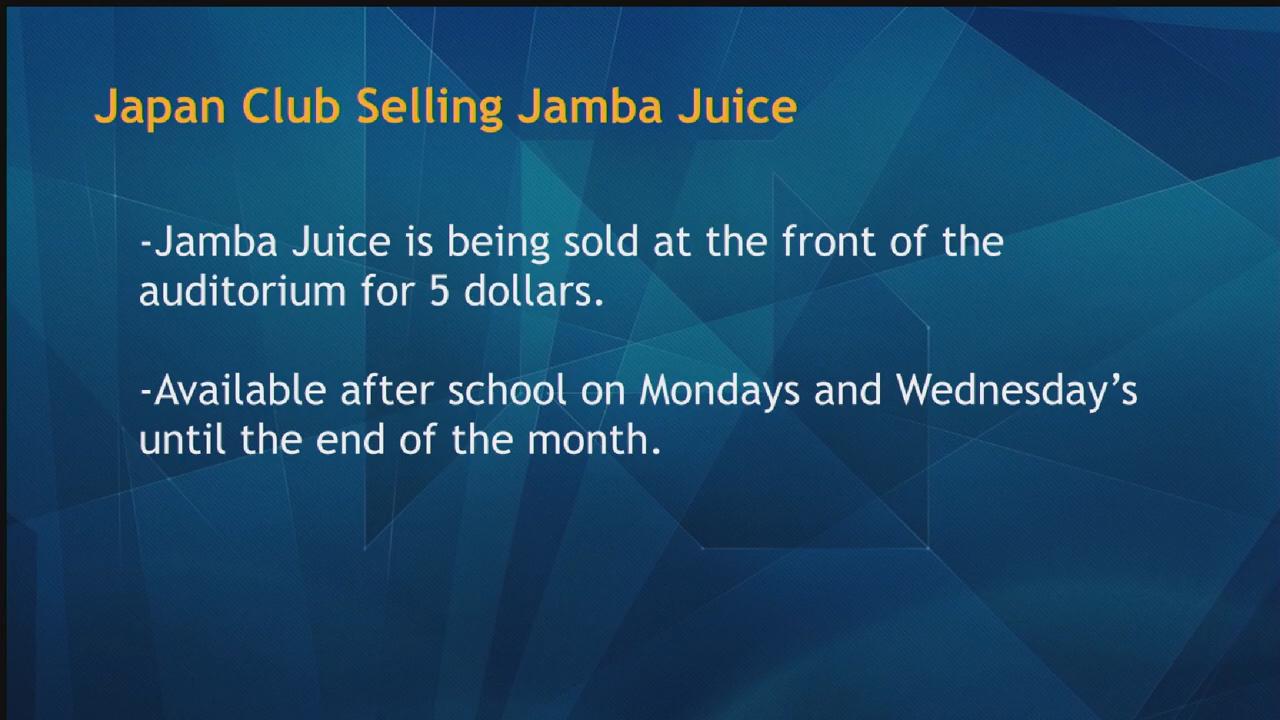 Japan Club Selling Jamba Juice
-Jamba Juice is being sold at the front of the
auditorium for 5 dollars.
-Available after school on Mondays and Wednesday’s
until the end of the month.